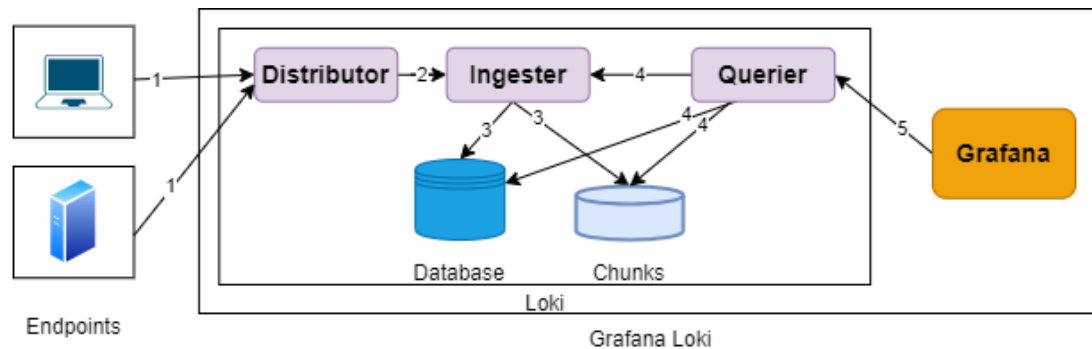 Distributor
Ingester
Querier
Grafana
1
2
4
5
1
3
3
4
4
Database
Chunks
Loki
Endpoints
Grafana Loki